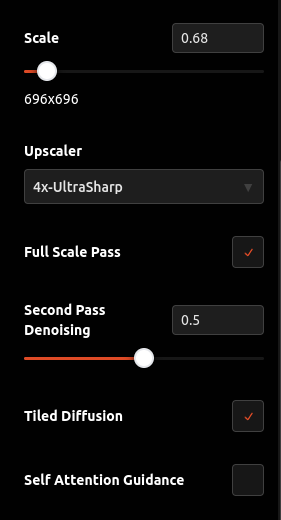 Scale
0.68
696x696
Upscaler
4x-UltraSharp
Full Scale Pass
Second Pass
Denoising
0.5
Tiled Diffusion
Self Attention Guidance